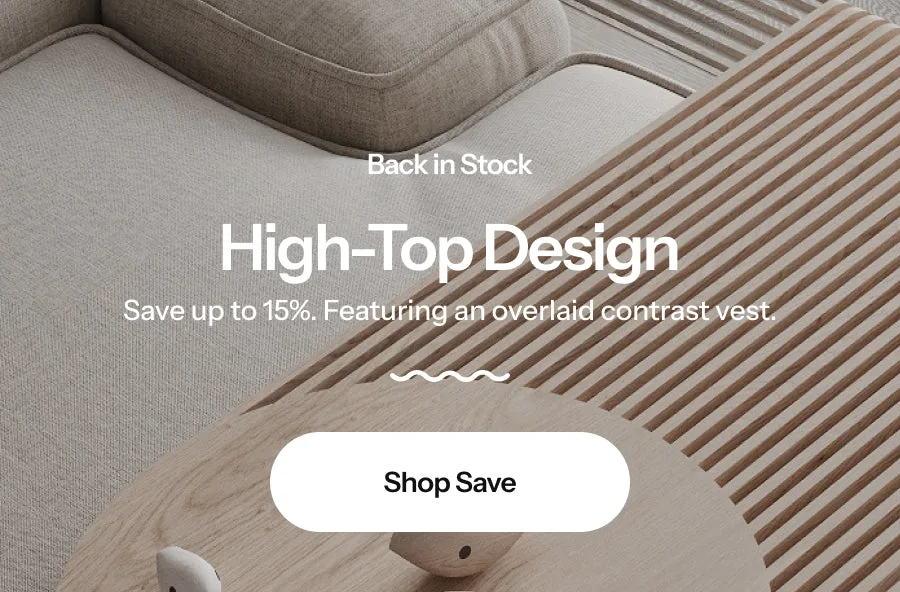 Back in Stock
High-Top Design
Save up to 15%. Featuring an overlaid contrast vest.
Shop Save